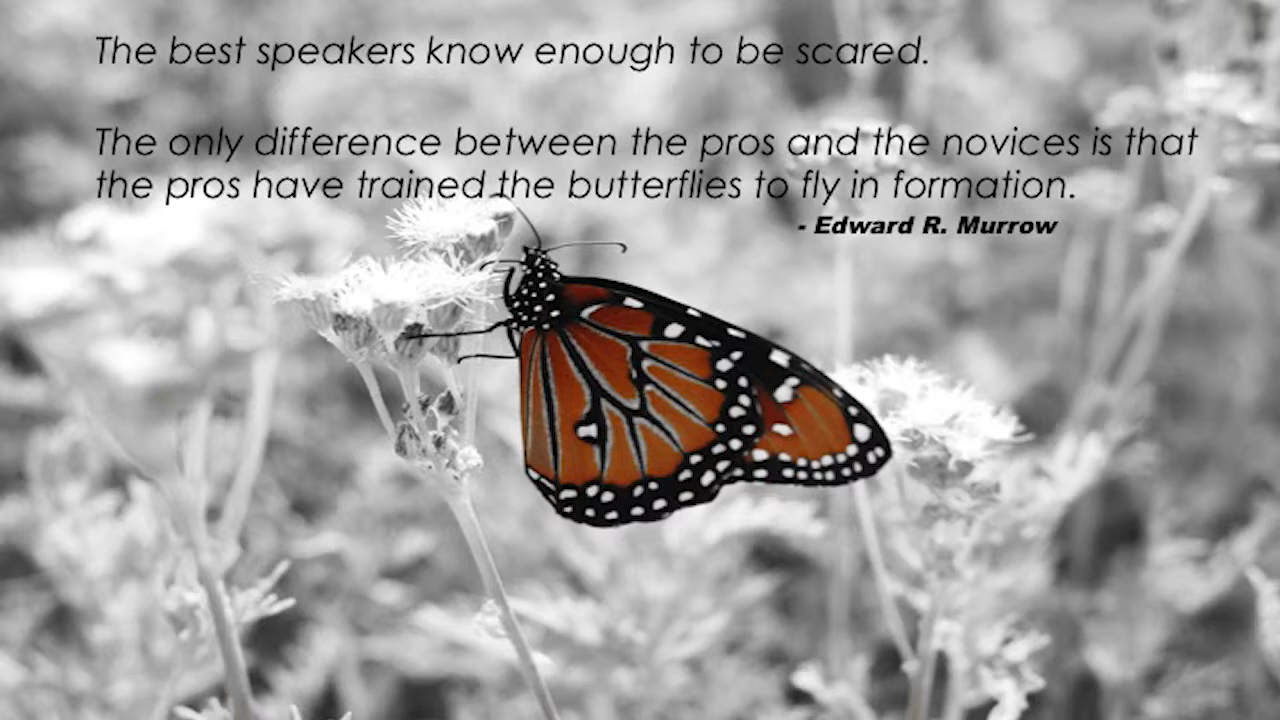 The best speakers know enough to be scared.
The only difference between the pros and the novices is that
the pros have trained the butterflies to fly in formation.
- Edward R. Murrow